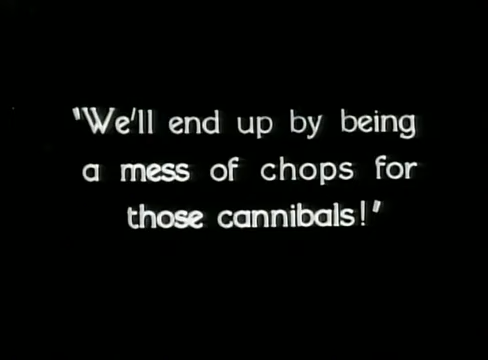 "We'll end up by being
a mess of chops for
those cannibals!"